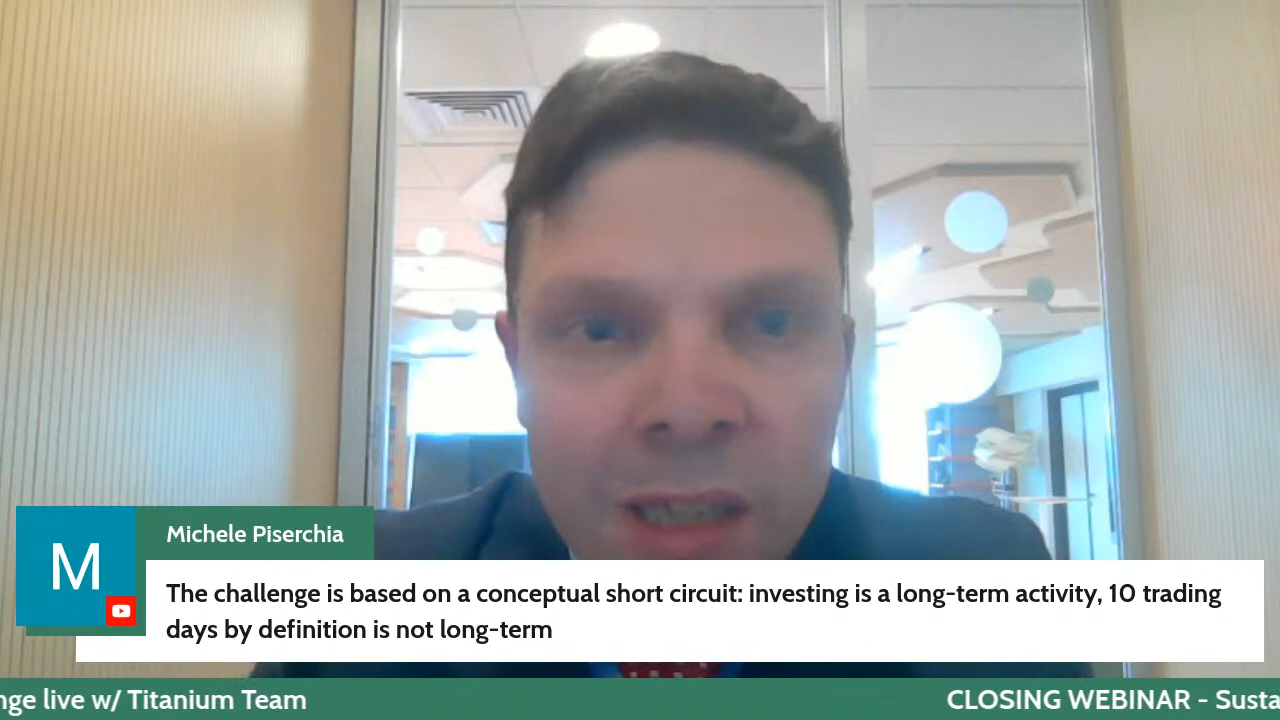 M
Michele Piserchia
The challenge is based on a conceptual short circuit: investing is a long-term activity, 10 trading
days by definition is not long-term
nge live w/ Titanium Team
CLOSING WEBINAR - Susta